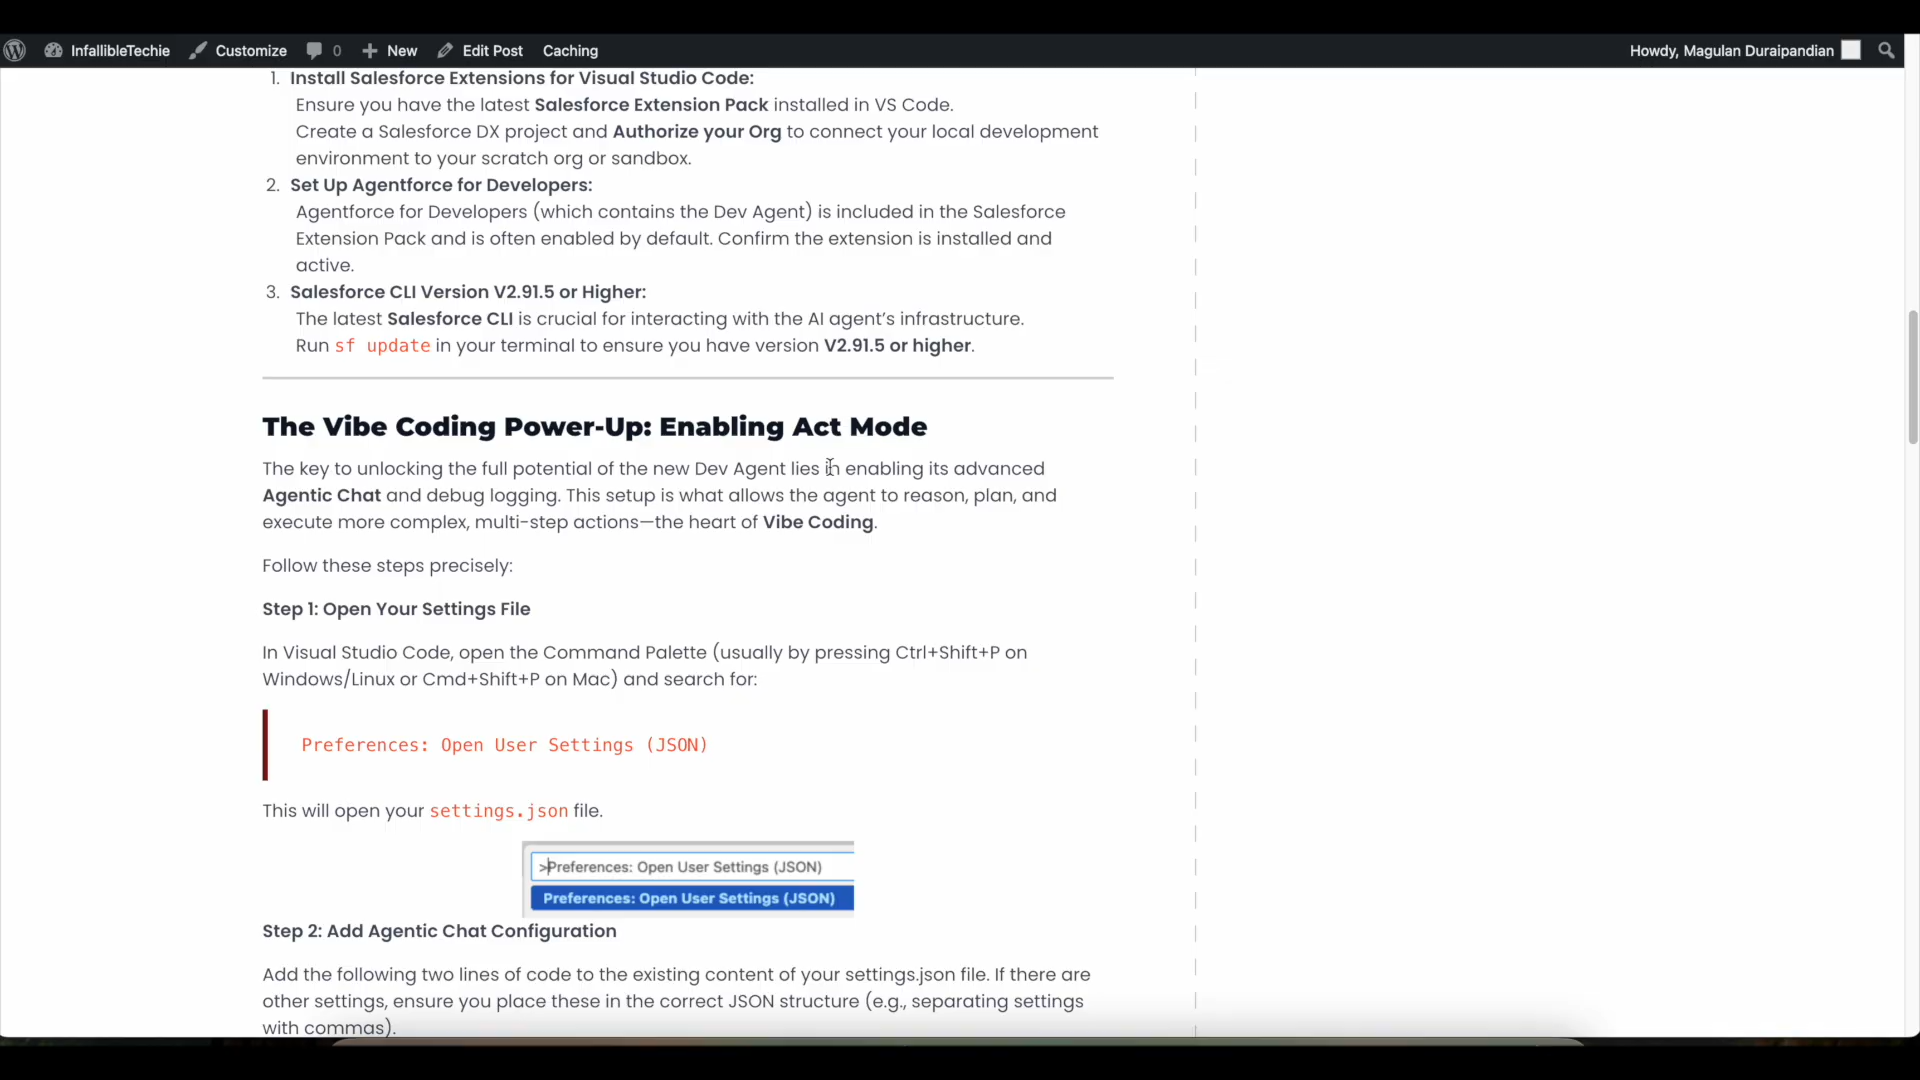 InfallibleTechie Customize 0 New Edit Post Caching Howdy, Magulan Duraipandian
1. Install Salesforce Extensions for Visual Studio Code:
Ensure you have the latest Salesforce Extension Pack installed in VS Code.
Create a Salesforce DX project and Authorize your Org to connect your local development
environment to your scratch org or sandbox.
2. Set Up Agentforce for Developers:
Agentforce for Developers (which contains the Dev Agent) is included in the Salesforce
Extension Pack and is often enabled by default. Confirm the extension is installed and
active.
3. Salesforce CLI Version V2.91.5 or Higher:
The latest Salesforce CLI is crucial for interacting with the AI agent’s infrastructure.
Run sf update in your terminal to ensure you have version V2.91.5 or higher.
The Vibe Coding Power-Up: Enabling Act Mode
The key to unlocking the full potential of the new Dev Agent lies in enabling its advanced
Agentic Chat and debug logging. This setup is what allows the agent to reason, plan, and
execute more complex, multi-step actions—the heart of Vibe Coding.
Follow these steps precisely:
Step 1: Open Your Settings File
In Visual Studio Code, open the Command Palette (usually by pressing Ctrl+Shift+P on
Windows/Linux or Cmd+Shift+P on Mac) and search for:
Preferences: Open User Settings (JSON)
This will open your settings.json file.
>Preferences: Open User Settings (JSON)
Preferences: Open User Settings (JSON)
Step 2: Add Agentic Chat Configuration
Add the following two lines of code to the existing content of your settings.json file. If there are
other settings, ensure you place these in the correct JSON structure (e.g., separating settings
with commas).